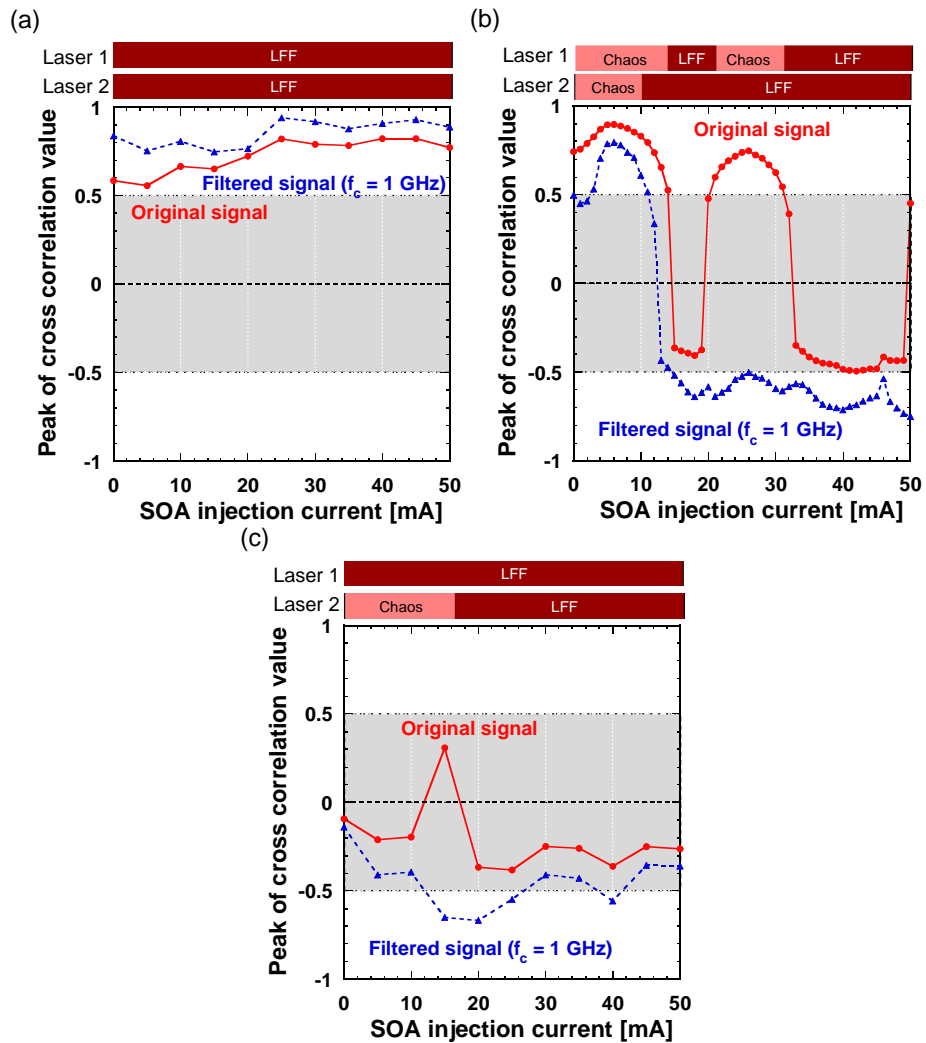 (a)
Laser 1 LFF
Laser 2 LFF
Peak of cross correlation value
1
0.5
0
-0.5
-1
Filtered signal (f_c = 1 GHz)
Original signal
0 10 20 30 40 50
SOA injection current [mA]
(b)
Laser 1 Chaos LFF Chaos LFF
Laser 2 Chaos LFF
Peak of cross correlation value
1
0.5
0
-0.5
-1
Original signal
Filtered signal (f_c = 1 GHz)
0 10 20 30 40 50
SOA injection current [mA]
(c)
Laser 1 LFF
Laser 2 Chaos LFF
Peak of cross correlation value
1
0.5
0
-0.5
-1
Original signal
Filtered signal (f_c = 1 GHz)
0 10 20 30 40 50
SOA injection current [mA]